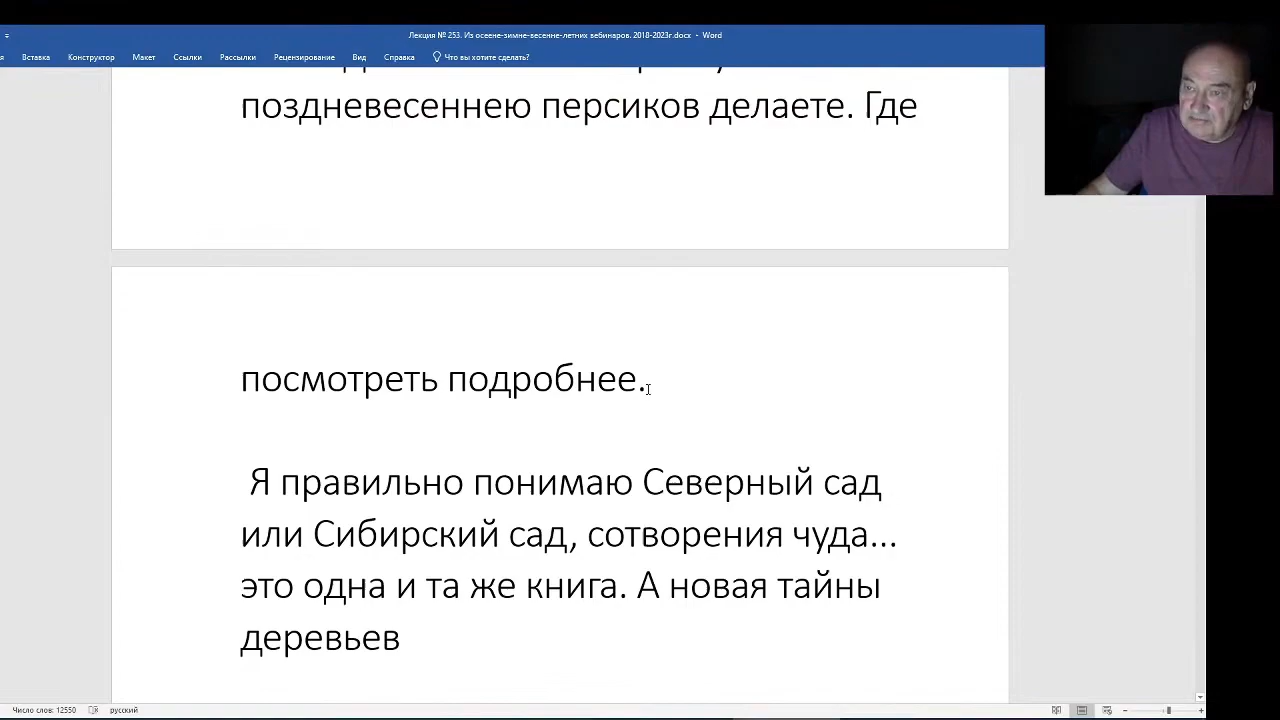 Лекция № 253. Из осеене-зимне-весенне-летних вебинаров. 2018-2023г.docx - Word
Вставка Конструктор Макет Ссылки Рассылки Рецензирование Вид Справка Что вы хотите сделать?
поздневесеннею персиков делаете. Где
посмотреть подробнее.
Я правильно понимаю Северный сад
или Сибирский сад, сотворения чуда...
это одна и та же книга. А новая тайны
деревьев
Число слов: 12550 русский